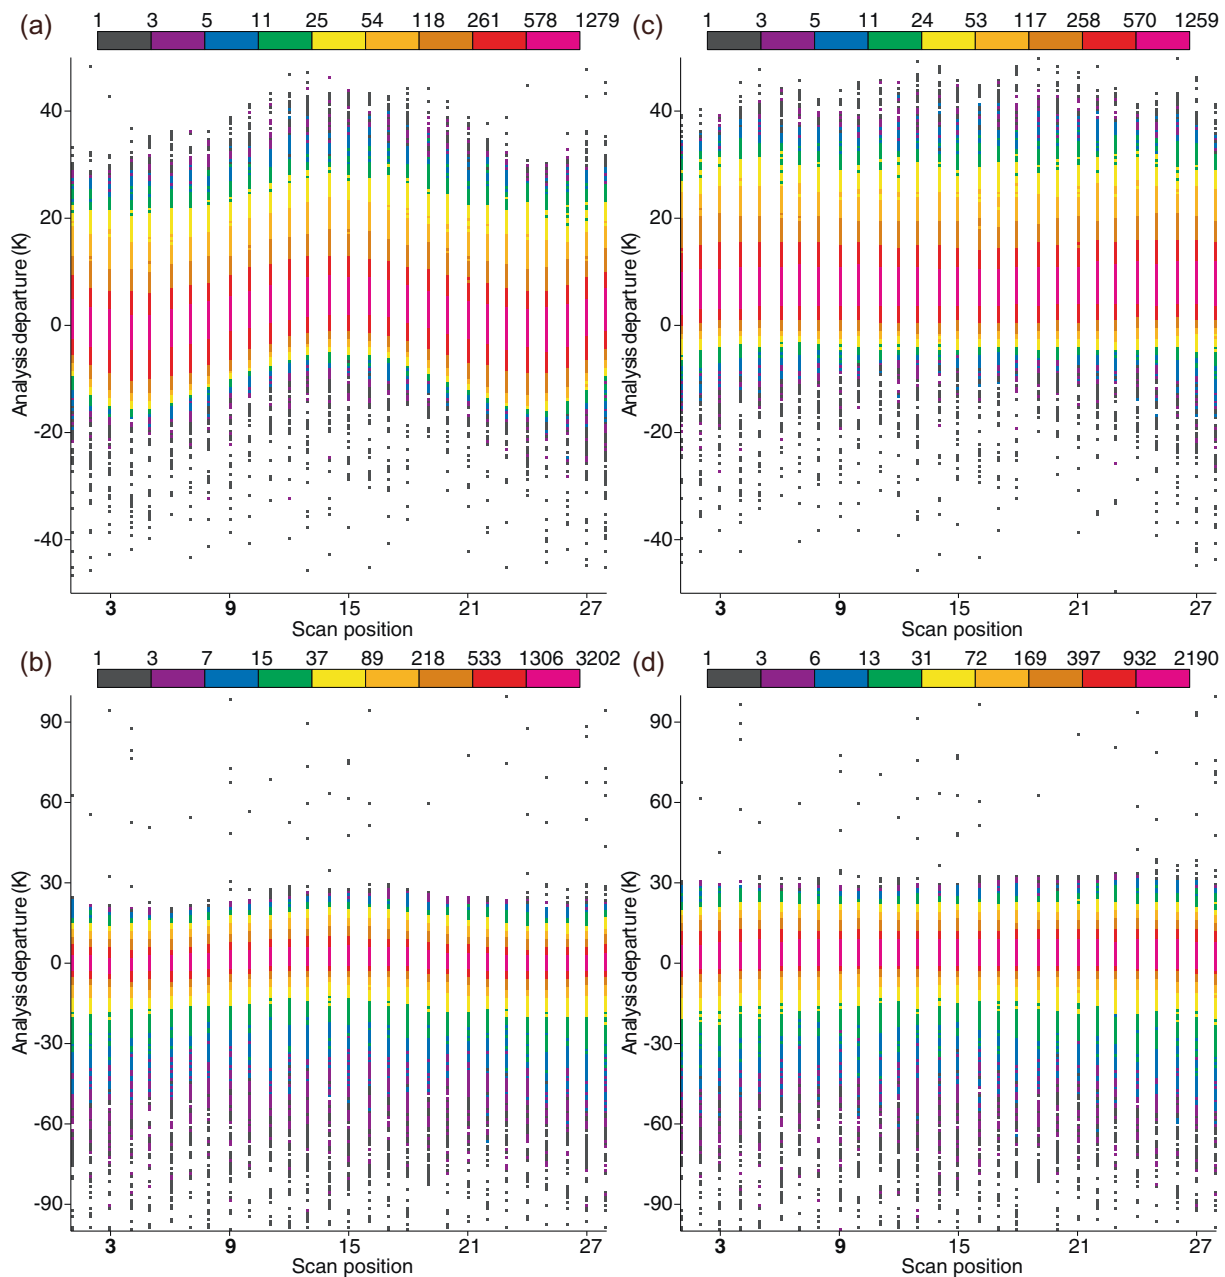 (a) 1 3 5 11 25 54 118 261 578 1279
(c) 1 3 5 11 24 53 117 258 570 1259
Analysis departure (K)
40
20
0
-20
-40
3 9 15 21 27
Scan position
Analysis departure (K)
40
20
0
-20
-40
3 9 15 21 27
Scan position
(b) 1 3 7 15 37 89 218 533 1306 3202
(d) 1 3 6 13 31 72 169 397 932 2190
Analysis departure (K)
90
60
30
0
-30
-60
-90
3 9 15 21 27
Scan position
Analysis departure (K)
90
60
30
0
-30
-60
-90
3 9 15 21 27
Scan position